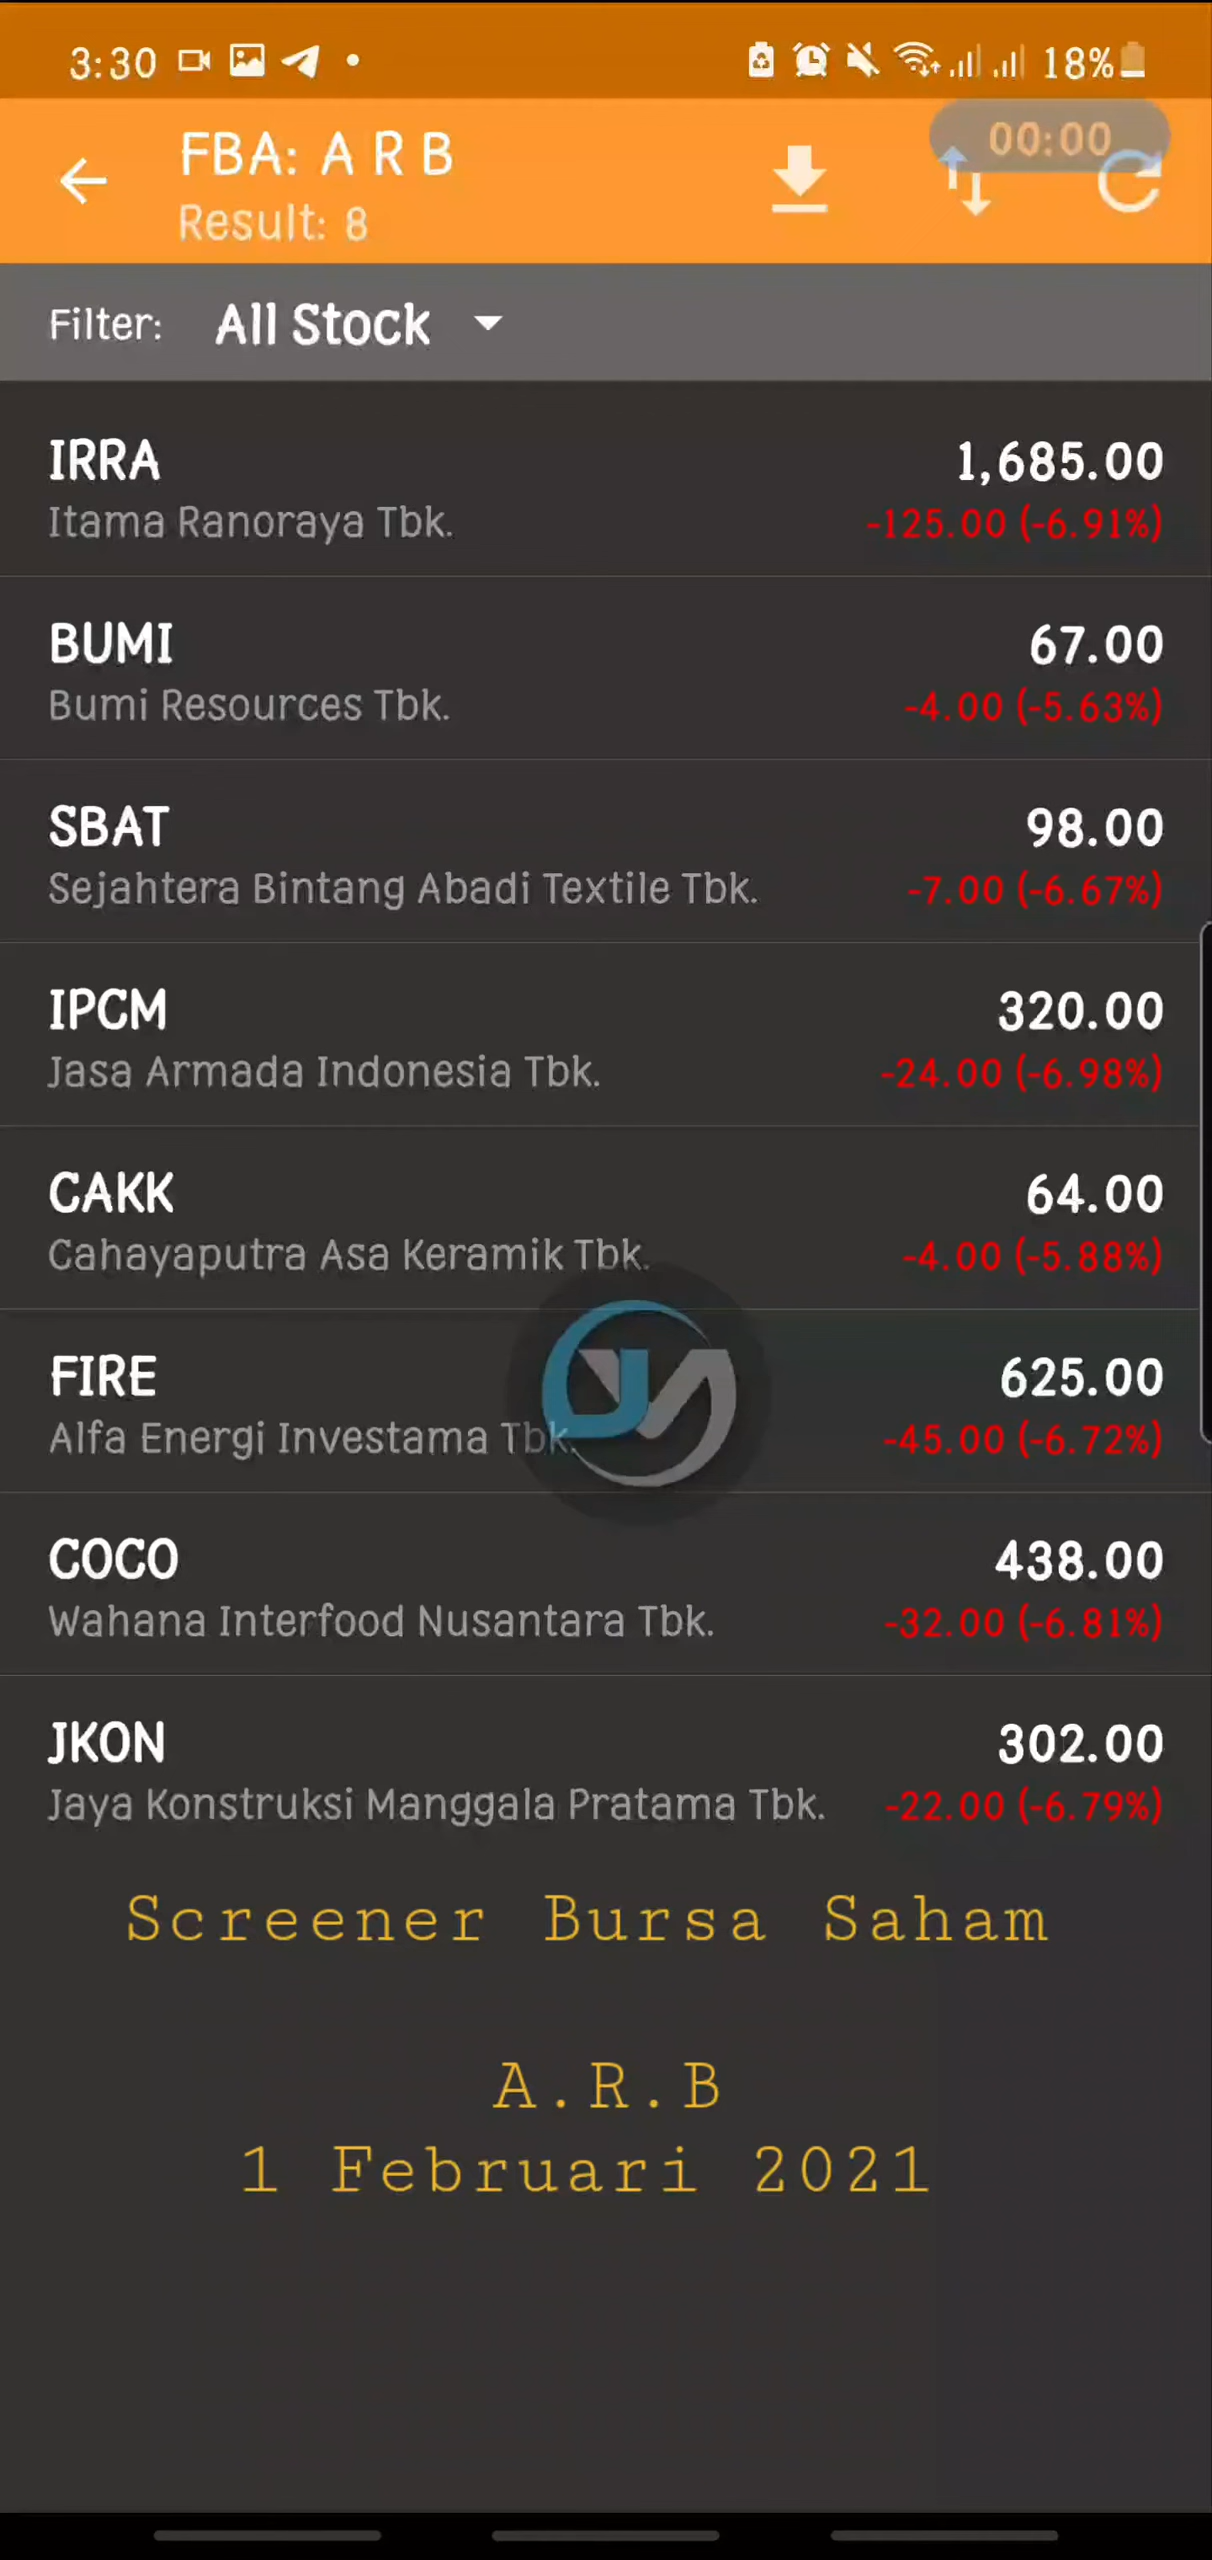 3:30
18%
00:00
FBA: A R B
Result: 8
Filter: All Stock
IRRA 1,685.00
Itama Ranoraya Tbk. -125.00 (-6.91%)
BUMI 67.00
Bumi Resources Tbk. -4.00 (-5.63%)
SBAT 98.00
Sejahtera Bintang Abadi Textile Tbk. -7.00 (-6.67%)
IPCM 320.00
Jasa Armada Indonesia Tbk. -24.00 (-6.98%)
CAKK 64.00
Cahayaputra Asa Keramik Tbk. -4.00 (-5.88%)
FIRE 625.00
Alfa Energi Investama Tbk. -45.00 (-6.72%)
COCO 438.00
Wahana Interfood Nusantara Tbk. -32.00 (-6.81%)
JKON 302.00
Jaya Konstruksi Manggala Pratama Tbk. -22.00 (-6.79%)
Screener Bursa Saham
A.R.B
1 Februari 2021